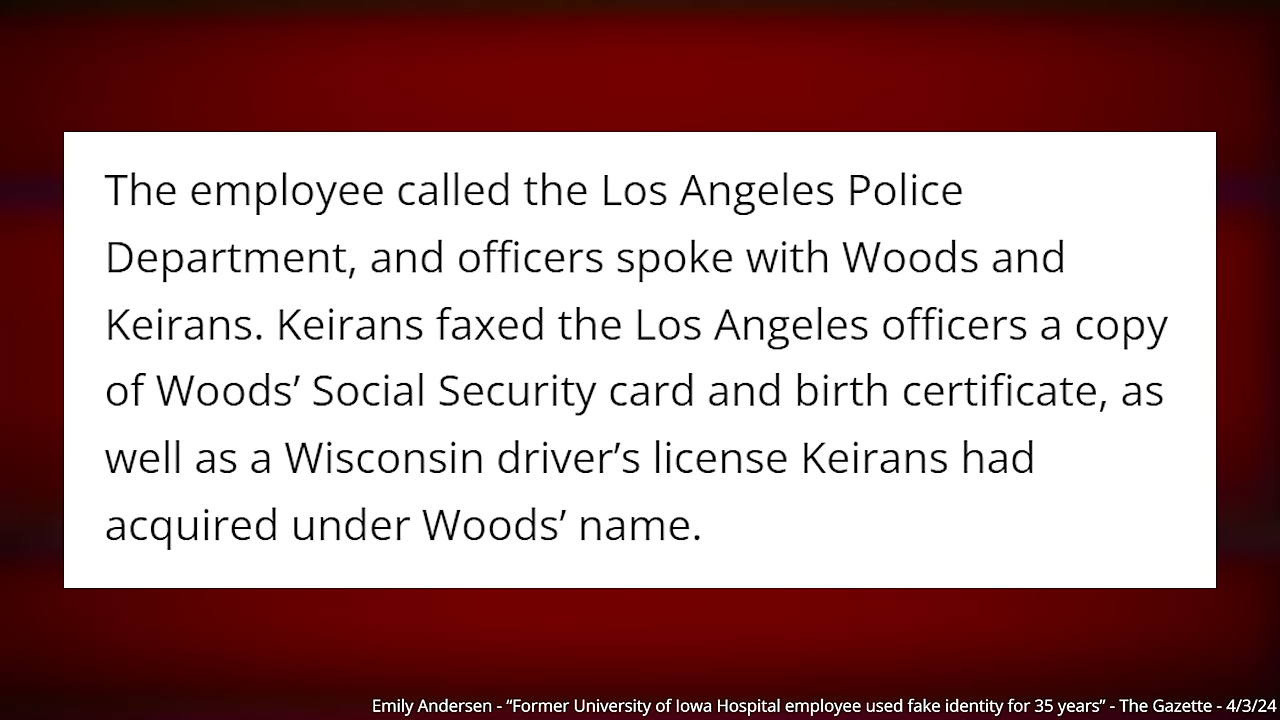 The employee called the Los Angeles Police
Department, and officers spoke with Woods and
Keirans. Keirans faxed the Los Angeles officers a copy
of Woods’ Social Security card and birth certificate, as
well as a Wisconsin driver’s license Keirans had
acquired under Woods’ name.
Emily Andersen - “Former University of Iowa Hospital employee used fake identity for 35 years” - The Gazette - 4/3/24